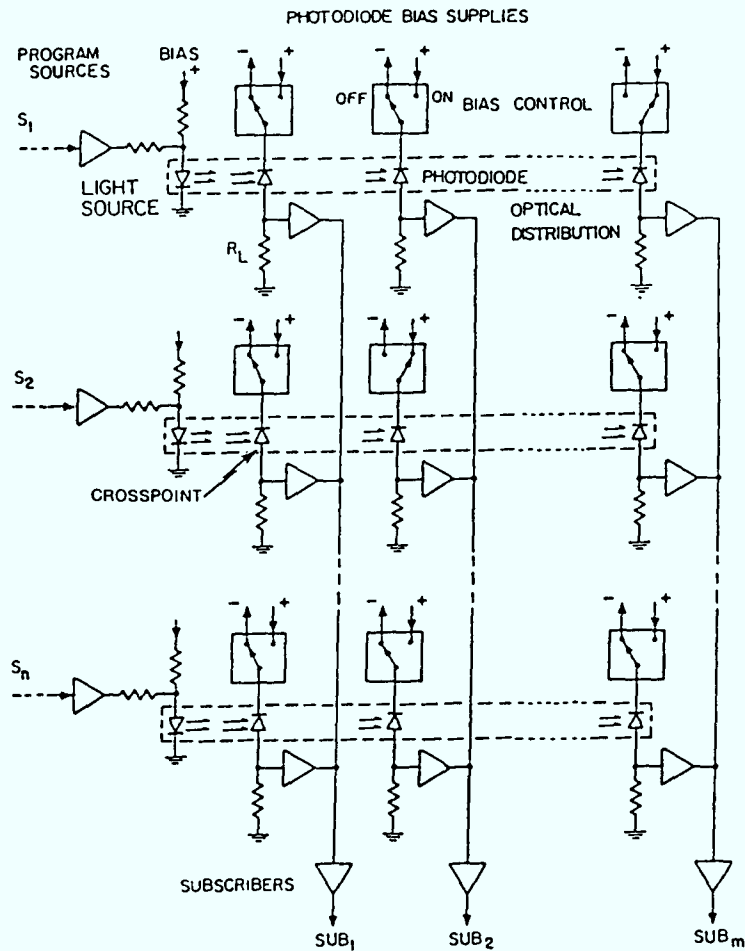 PHOTODIODE BIAS SUPPLIES
PROGRAM
SOURCES
BIAS
+
- +
- +
- +
OFF ON BIAS CONTROL
S1
LIGHT
SOURCE
PHOTODIODE
OPTICAL
DISTRIBUTION
RL
+
- +
- +
- +
S2
CROSSPOINT
- +
- +
- +
Sn
SUBSCRIBERS
SUB1 SUB2 SUBm